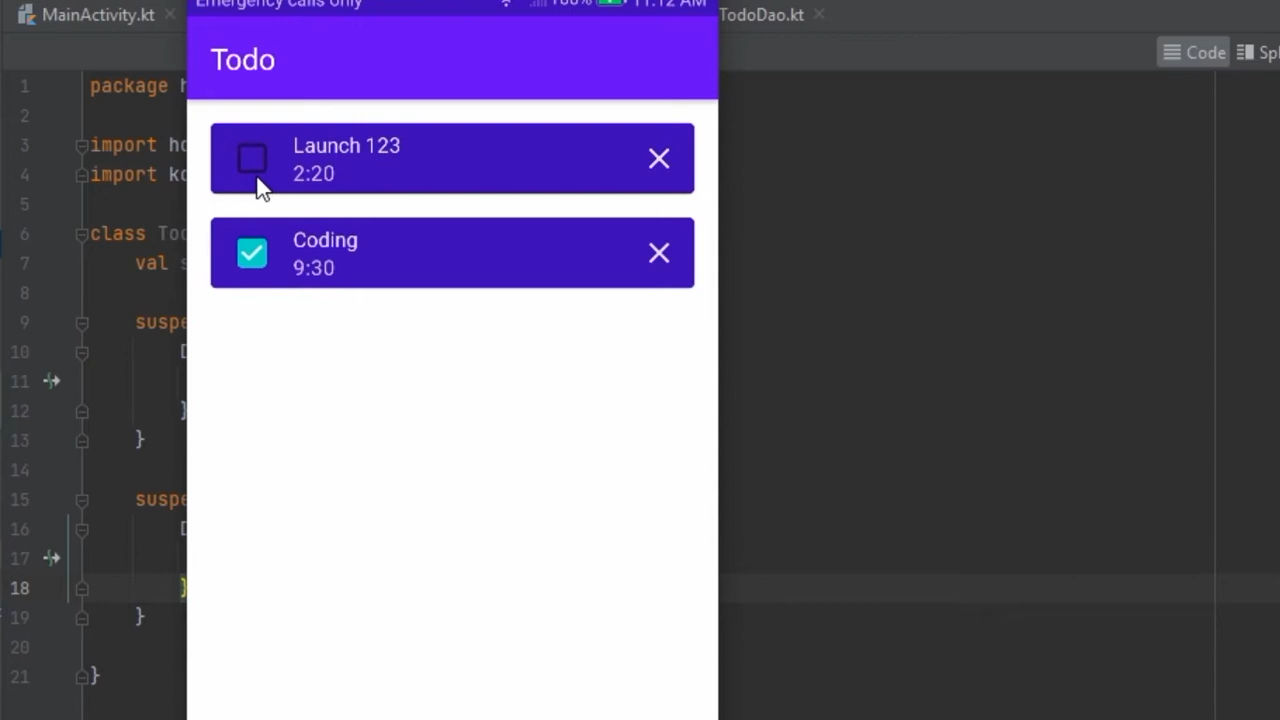 MainActivity.kt
TodoDao.kt
Emergency calls only
100%
11:12 AM
Code
Todo
Launch 123
2:20
Coding
9:30
1
package
2
3
import
4
import
5
6
class
7
val
8
9
10
11
12
13
}
14
15
16
17
18
19
}
20
21
}